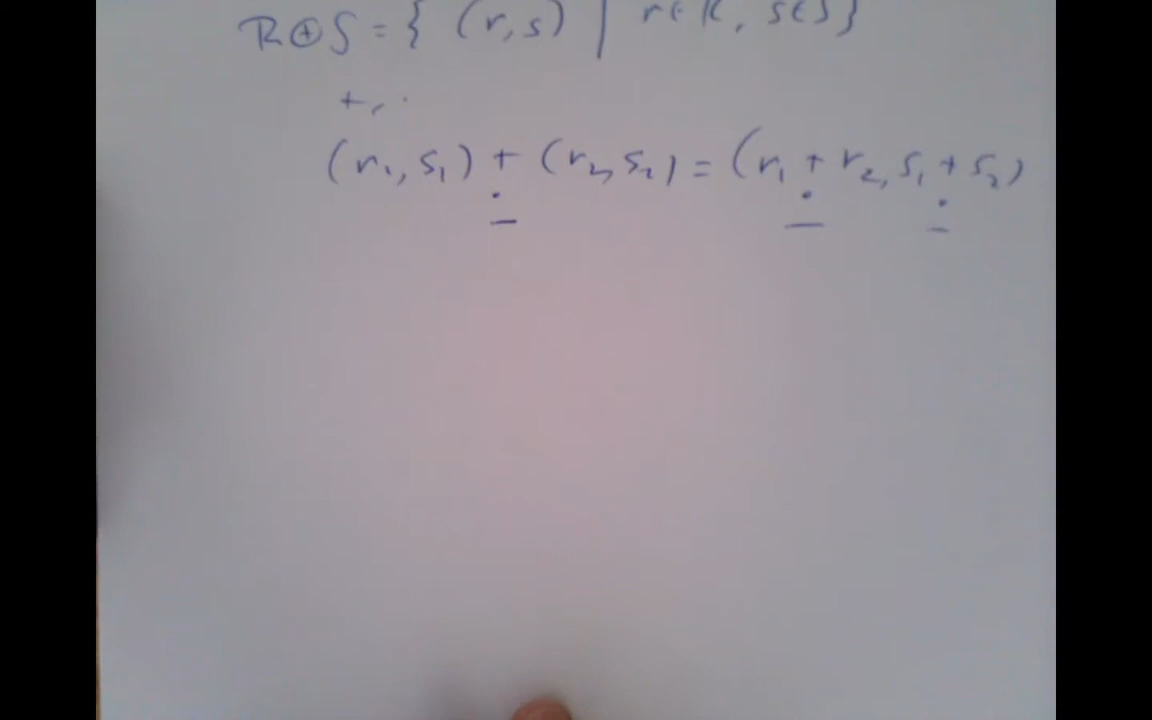 R⊕S = { (r,s) | r∈R, s∈S}
+, ·
(r₁, s₁) + (r₂, s₂) = (r₁ + r₂, s₁ + s₂)
· · ·
— — —